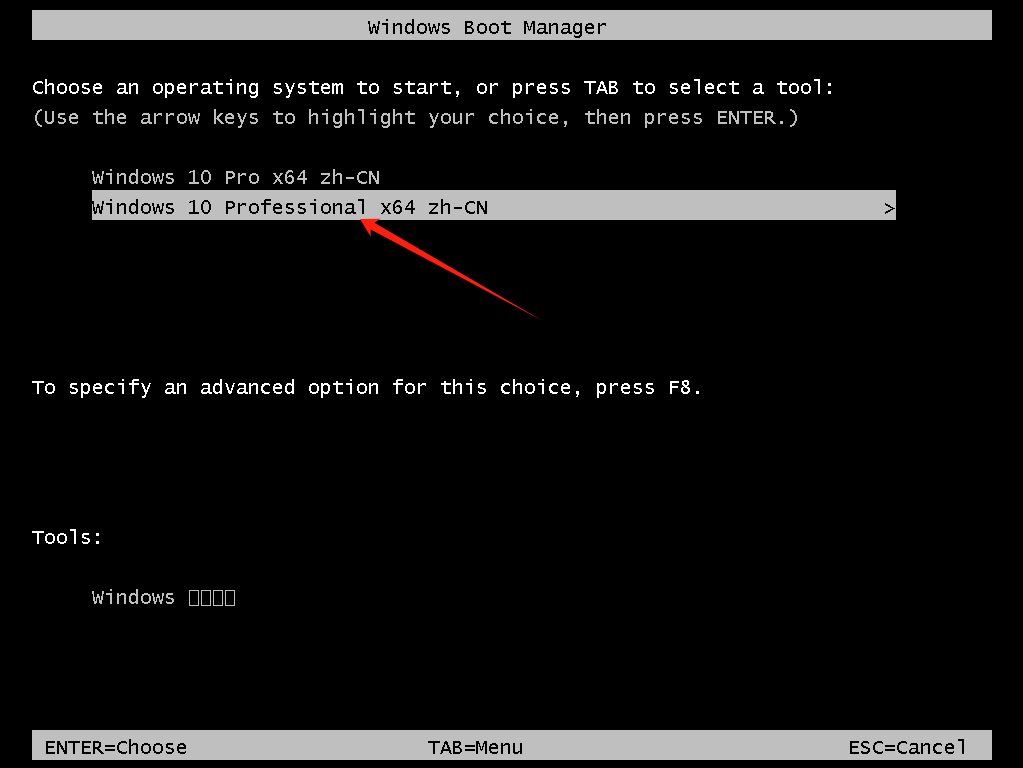 Windows Boot Manager
Choose an operating system to start, or press TAB to select a tool:
(Use the arrow keys to highlight your choice, then press ENTER.)
Windows 10 Pro x64 zh-CN
Windows 10 Professional x64 zh-CN >
To specify an advanced option for this choice, press F8.
Tools:
Windows □□□□
ENTER=Choose TAB=Menu ESC=Cancel